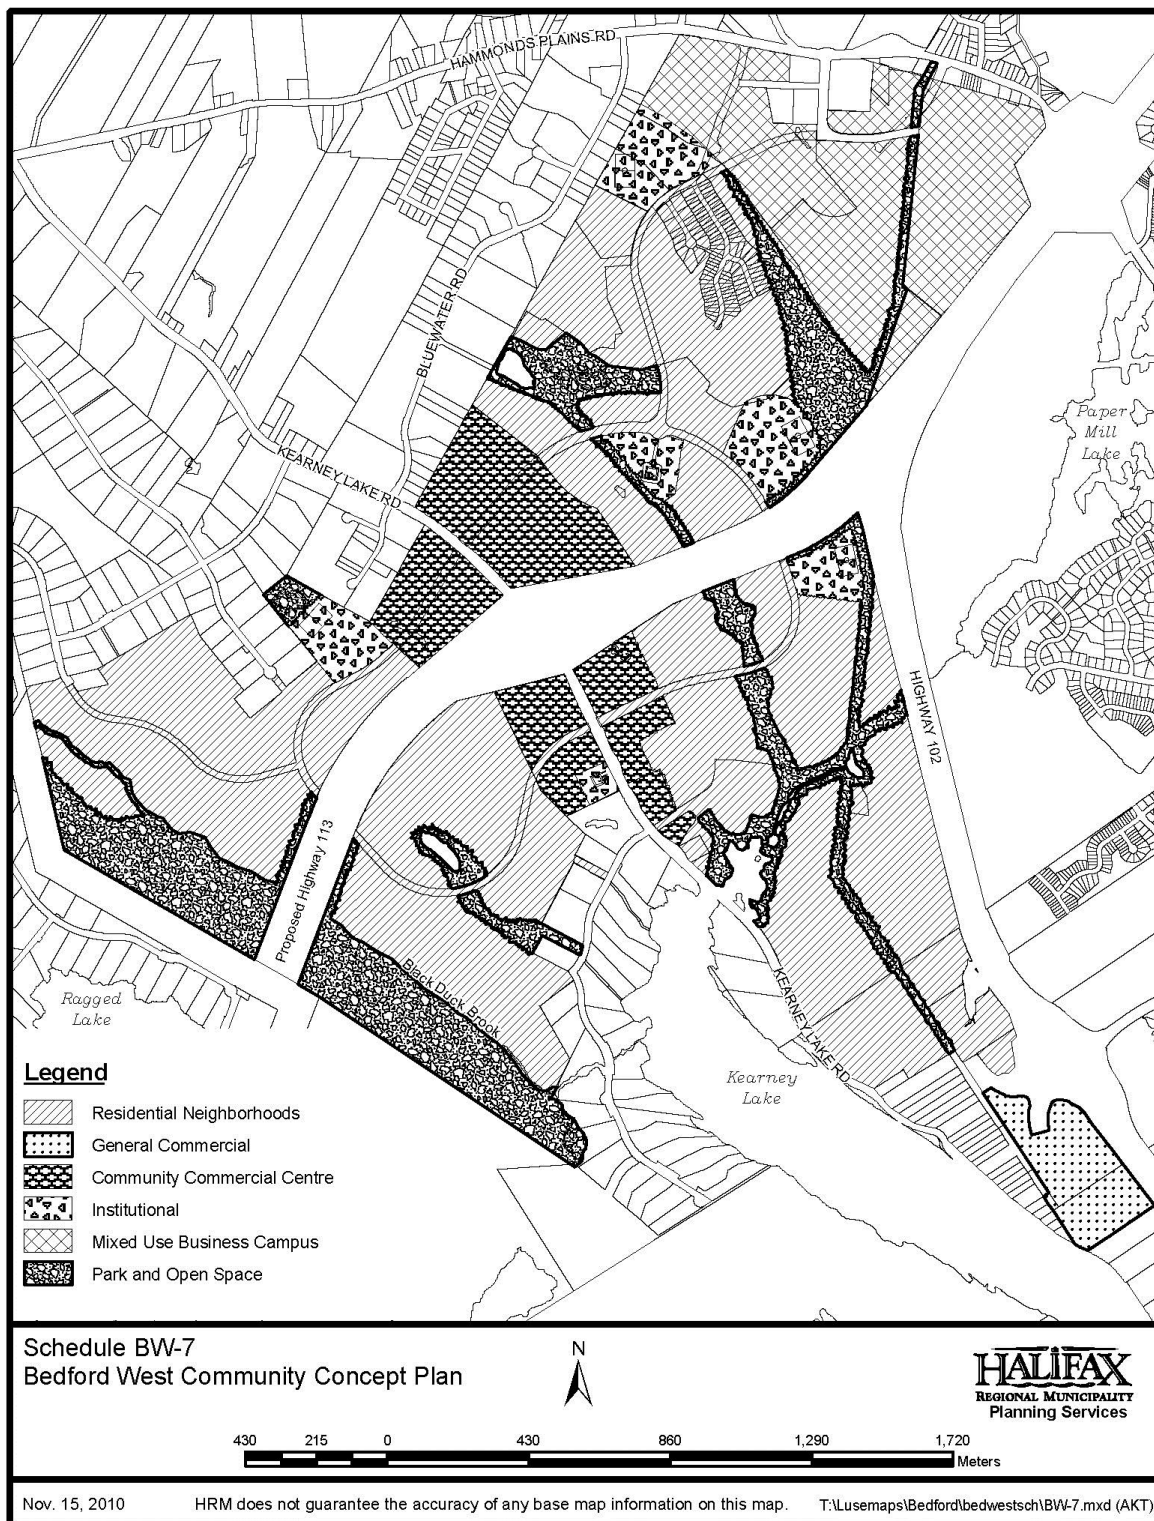 HAMMONDS PLAINS RD
BLUEWATER RD
Paper
Mill
Lake
KEARNEY LAKE RD
HIGHWAY 102
Proposed Highway 113
Black Duck Brook
Ragged
Lake
KEARNEY LAKE RD
Kearney
Lake
Legend
Residential Neighborhoods
General Commercial
Community Commercial Centre
Institutional
Mixed Use Business Campus
Park and Open Space
Schedule BW-7
Bedford West Community Concept Plan
N
HALIFAX
REGIONAL MUNICIPALITY
Planning Services
430 215 0 430 860 1,290 1,720
Meters
Nov. 15, 2010
HRM does not guarantee the accuracy of any base map information on this map.
T:\Lusemaps\Bedford\bedwestsch\BW-7.mxd (AKT)